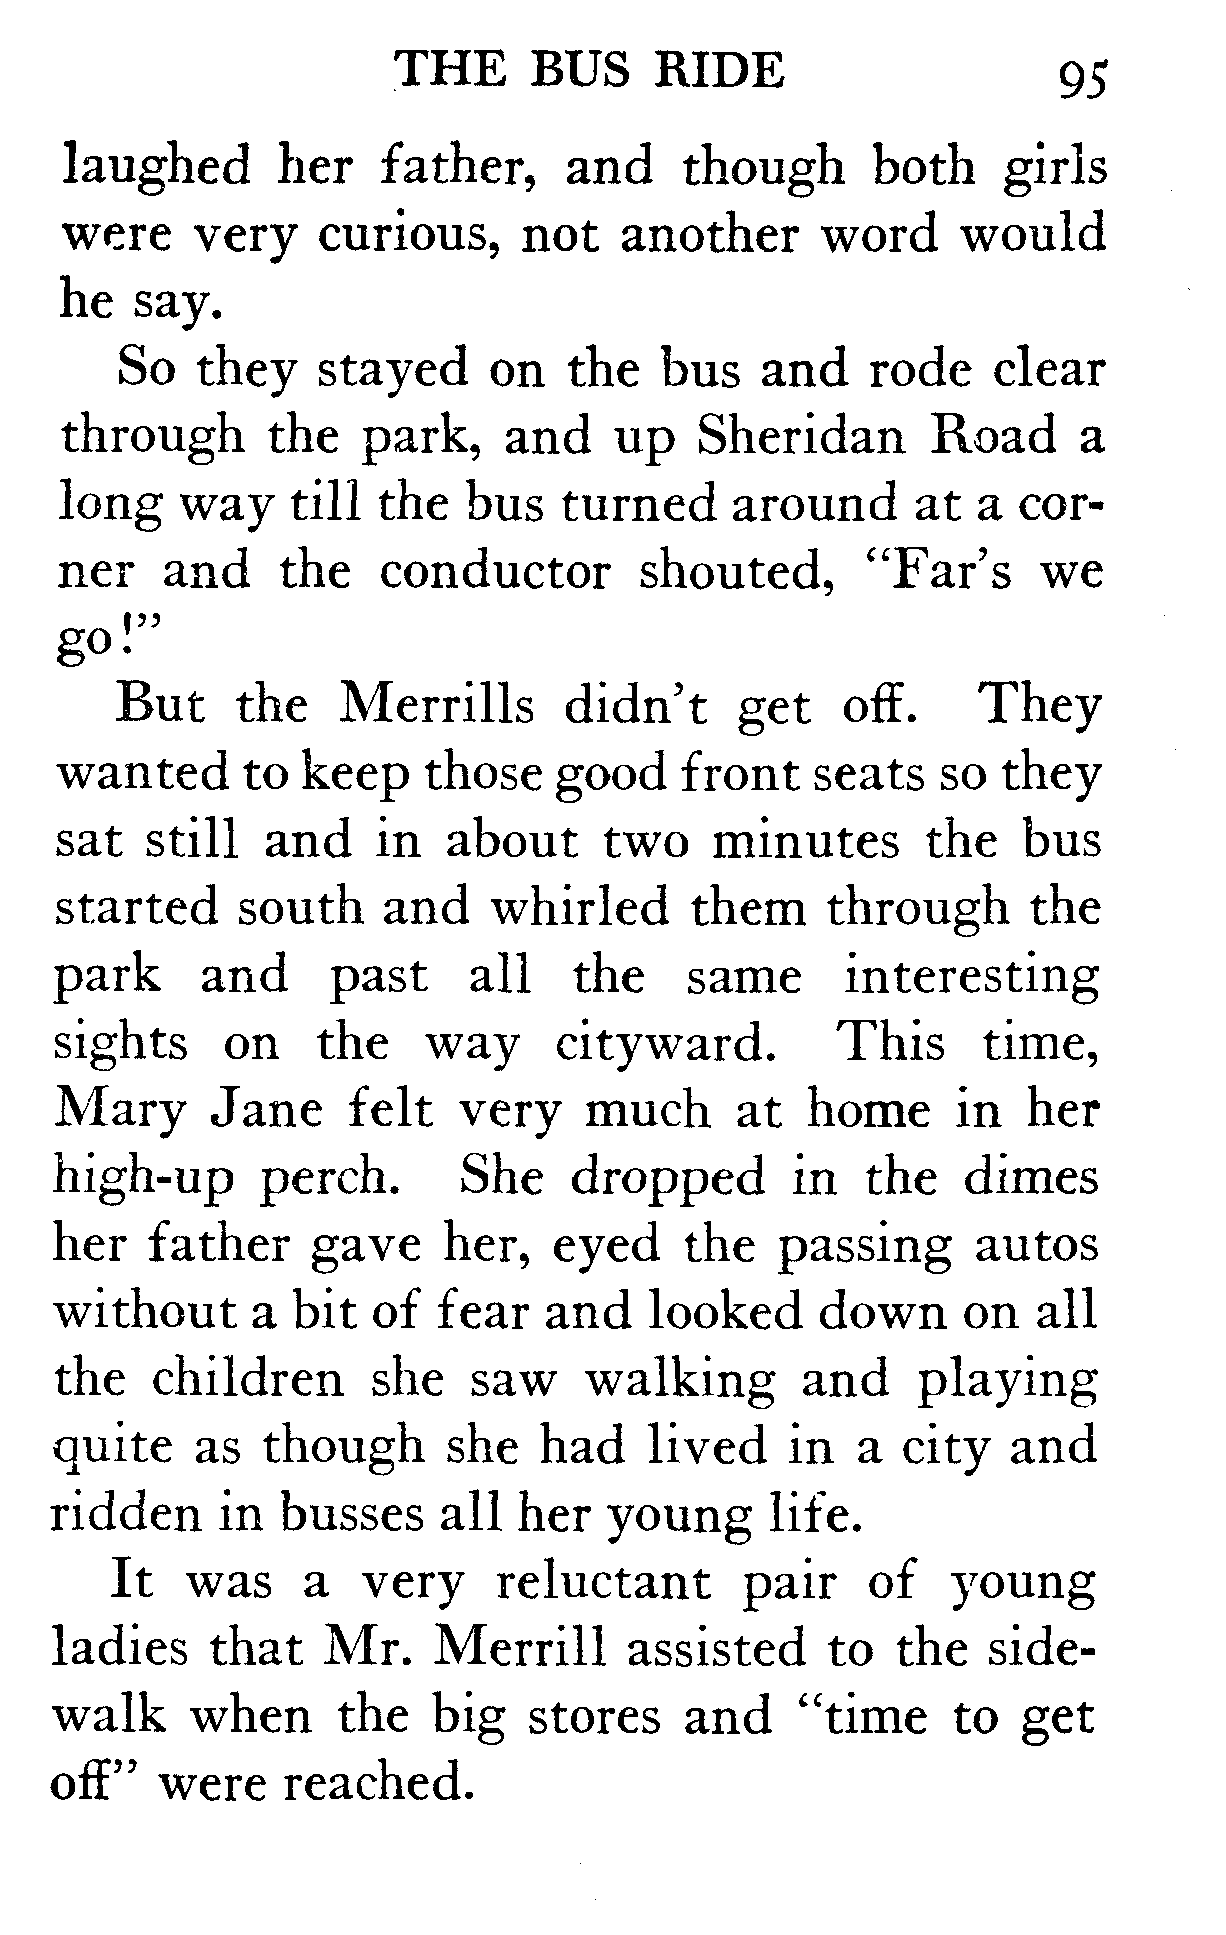 THE BUS RIDE 95
laughed her father, and though both girls
were very curious, not another word would
he say.
So they stayed on the bus and rode clear
through the park, and up Sheridan Road a
long way till the bus turned around at a cor-
ner and the conductor shouted, "Far's we
go!"
But the Merrills didn't get off. They
wanted to keep those good front seats so they
sat still and in about two minutes the bus
started south and whirled them through the
park and past all the same interesting
sights on the way cityward. This time,
Mary Jane felt very much at home in her
high-up perch. She dropped in the dimes
her father gave her, eyed the passing autos
without a bit of fear and looked down on all
the children she saw walking and playing
quite as though she had lived in a city and
ridden in busses all her young life.
It was a very reluctant pair of young
ladies that Mr. Merrill assisted to the side-
walk when the big stores and "time to get
off" were reached.